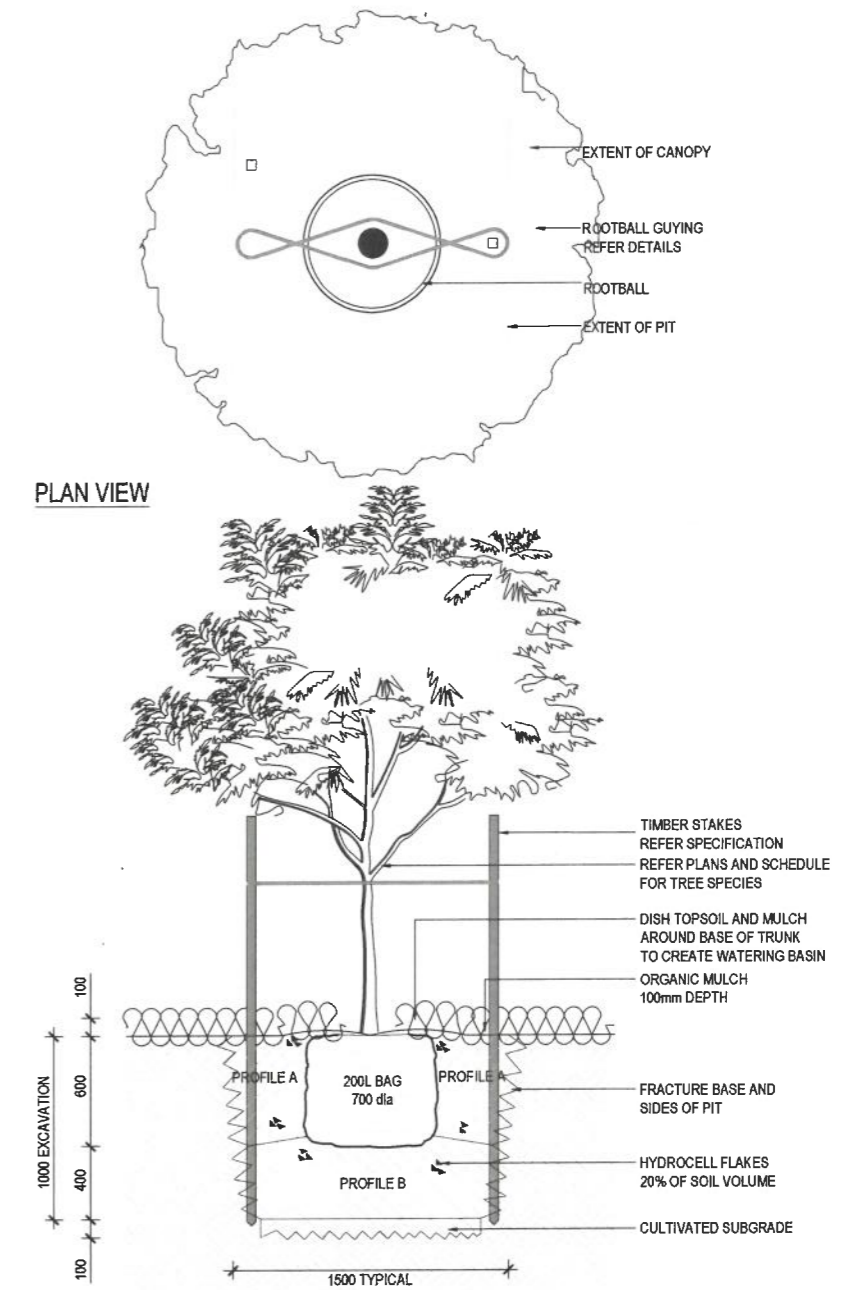 EXTENT OF CANOPY
ROOTBALL GUYING
REFER DETAILS
ROOTBALL
EXTENT OF PIT
PLAN VIEW
TIMBER STAKES
REFER SPECIFICATION
REFER PLANS AND SCHEDULE
FOR TREE SPECIES
DISH TOPSOIL AND MULCH
AROUND BASE OF TRUNK
TO CREATE WATERING BASIN
ORGANIC MULCH
100mm DEPTH
100
1000 EXCAVATION
600
400
100
PROFILE A
200L BAG
700 dia
PROFILE A
FRACTURE BASE AND
SIDES OF PIT
HYDROCELL FLAKES
20% OF SOIL VOLUME
PROFILE B
CULTIVATED SUBGRADE
1500 TYPICAL